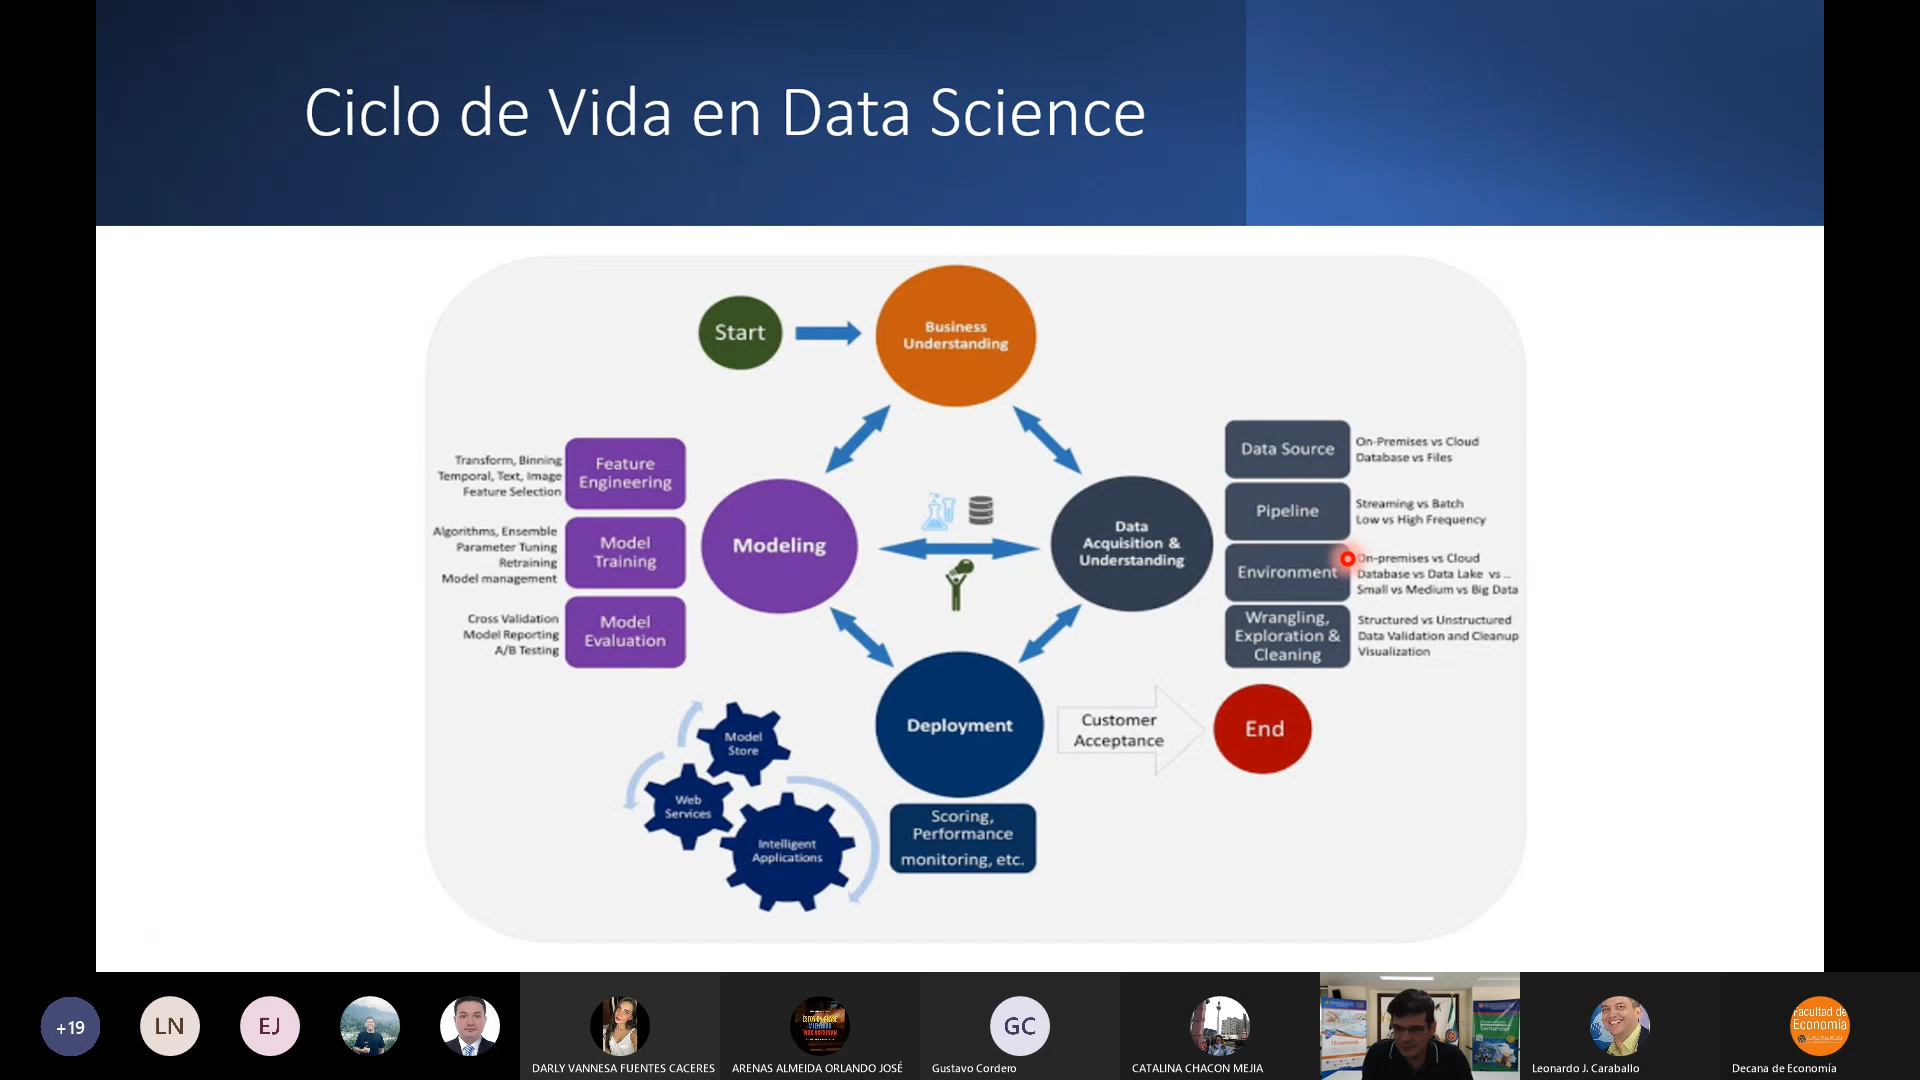 Ciclo de Vida en Data Science
Start
Business
Understanding
Transform, Binning
Temporal, Text, Image
Feature Selection
Feature
Engineering
Algorithms, Ensemble
Parameter Tuning
Retraining
Model management
Model
Training
Cross Validation
Model Reporting
A/B Testing
Model
Evaluation
Modeling
Data
Acquisition &
Understanding
Data Source
On-Premises vs Cloud
Database vs Files
Pipeline
Streaming vs Batch
Low vs High Frequency
Environment
On-premises vs Cloud
Database vs Data Lake vs ...
Small vs Medium vs Big Data
Wrangling,
Exploration &
Cleaning
Structured vs Unstructured
Data Validation and Cleanup
Visualization
Deployment
Customer
Acceptance
End
Model
Store
Web
Services
Intelligent
Applications
Scoring,
Performance
monitoring, etc.
+19
LN
EJ
DARLY VANNESA FUENTES CACERES
ARENAS ALMEIDA ORLANDO JOSÉ
GC
Gustavo Cordero
CATALINA CHACON MEJIA
Leonardo J. Caraballo
Facultad de
Economía
Decana de Economía